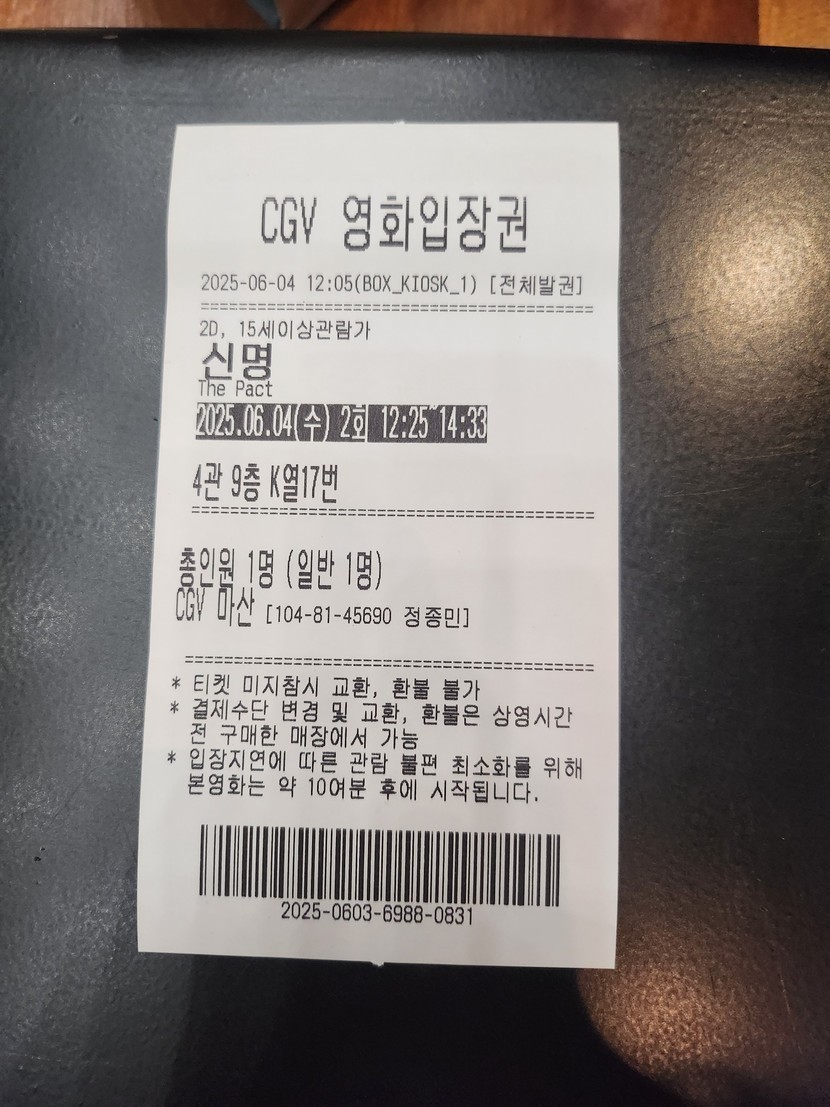 CGV 영화입장권
2025-06-04 12:05(BOX_KIOSK_1) [전체발권]
2D, 15세이상관람가
신명
The Pact
2025.06.04(수) 2회 12:25~14:33
4관 9층 K열17번
총인원 1명 (일반 1명)
CGV 마산 [104-81-45690 정종민]
* 티켓 미지참시 교환, 환불 불가
* 결제수단 변경 및 교환, 환불은 상영시간
전 구매한 매장에서 가능
* 입장지연에 따른 관람 불편 최소화를 위해
본영화는 약 10여분 후에 시작됩니다.
2025-0603-6988-0831